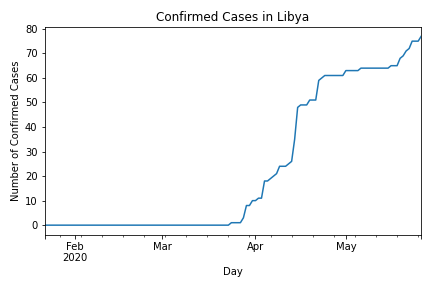 Confirmed Cases in Libya
Number of Confirmed Cases
80
70
60
50
40
30
20
10
0
Feb
2020
Mar
Apr
May
Day